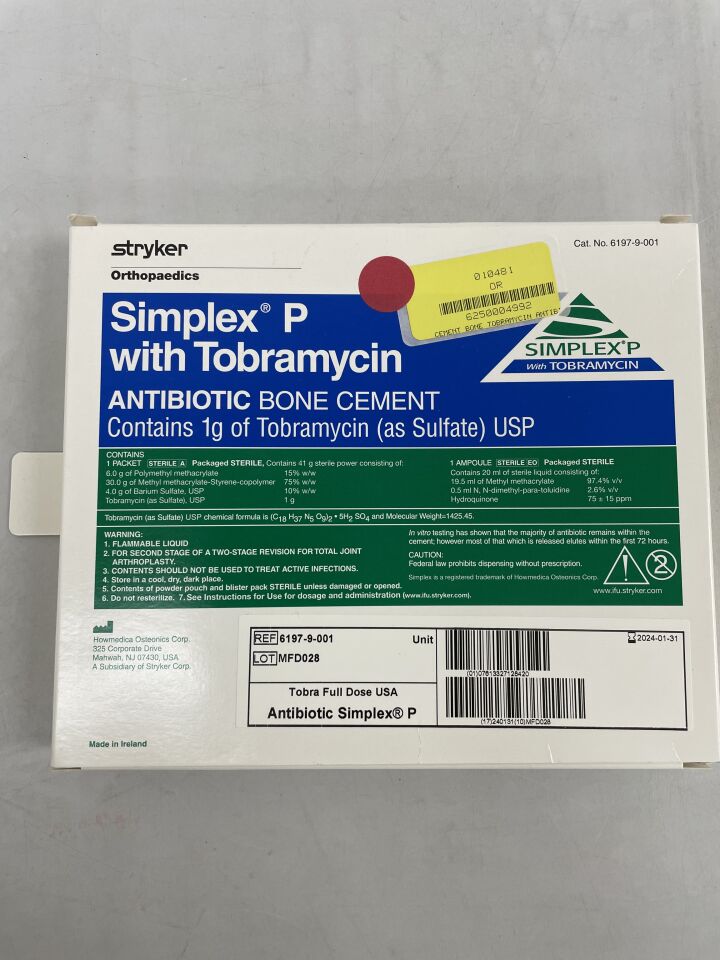 stryker
Orthopaedics
Cat. No. 6197-9-001
010481
OR
6250004992
CEMENT BONE TOBRAMYCIN ANTIB
Simplex® P
with Tobramycin
SIMPLEX®P
With TOBRAMYCIN
ANTIBIOTIC BONE CEMENT
Contains 1g of Tobramycin (as Sulfate) USP
CONTAINS
1 PACKET STERILE A Packaged STERILE, Contains 41 g sterile power consisting of:
6.0 g of Polymethyl methacrylate 15% w/w
30.0 g of Methyl methacrylate-Styrene-copolymer 75% w/w
4.0 g of Barium Sulfate, USP 10% w/w
Tobramycin (as Sulfate), USP 1 g
1 AMPOULE STERILE EO Packaged STERILE
Contains 20 ml of sterile liquid consisting of:
19.5 ml of Methyl methacrylate 97.4% v/v
0.5 ml N, N-dimethyl-para-toluidine 2.6% v/v
Hydroquinone 75 ± 15 ppm
Tobramycin (as Sulfate) USP chemical formula is (C18 H37 N5 O9)2 • 5H2 SO4 and Molecular Weight=1425.45.
WARNING:
1. FLAMMABLE LIQUID
2. FOR SECOND STAGE OF A TWO-STAGE REVISION FOR TOTAL JOINT
ARTHROPLASTY.
3. CONTENTS SHOULD NOT BE USED TO TREAT ACTIVE INFECTIONS.
4. Store in a cool, dry, dark place.
5. Contents of powder pouch and blister pack STERILE unless damaged or opened.
6. Do not resterilize. 7. See Instructions for Use for dosage and administration (www.ifu.stryker.com).
In vitro testing has shown that the majority of antibiotic remains within the
cement; however most of that which is released elutes within the first 72 hours.
CAUTION:
Federal law prohibits dispensing without prescription.
Simplex is a registered trademark of Howmedica Osteonics Corp.
www.ifu.stryker.com
Howmedica Osteonics Corp.
325 Corporate Drive
Mahwah, NJ 07430, USA
A Subsidiary of Stryker Corp.
Made in Ireland
REF 6197-9-001 Unit
LOT MFD028
Tobra Full Dose USA
Antibiotic Simplex® P
2024-01-31
(01)07613327128420
(17)240131(10)MFD028